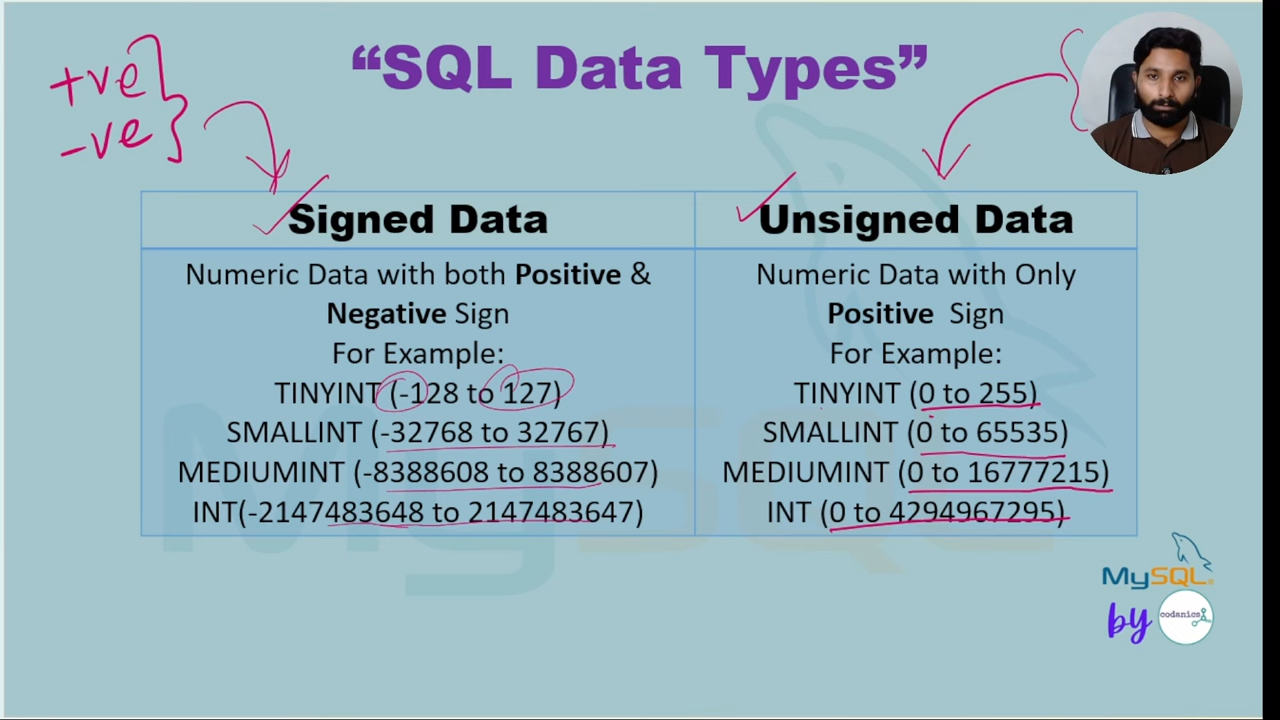 “SQL Data Types”
+ve
-ve
Signed Data
Numeric Data with both Positive &
Negative Sign
For Example:
TINYINT (-128 to 127)
SMALLINT (-32768 to 32767)
MEDIUMINT (-8388608 to 8388607)
INT(-2147483648 to 2147483647)
Unsigned Data
Numeric Data with Only
Positive Sign
For Example:
TINYINT (0 to 255)
SMALLINT (0 to 65535)
MEDIUMINT (0 to 16777215)
INT (0 to 4294967295)
MySQL
MySQL
by
codanics